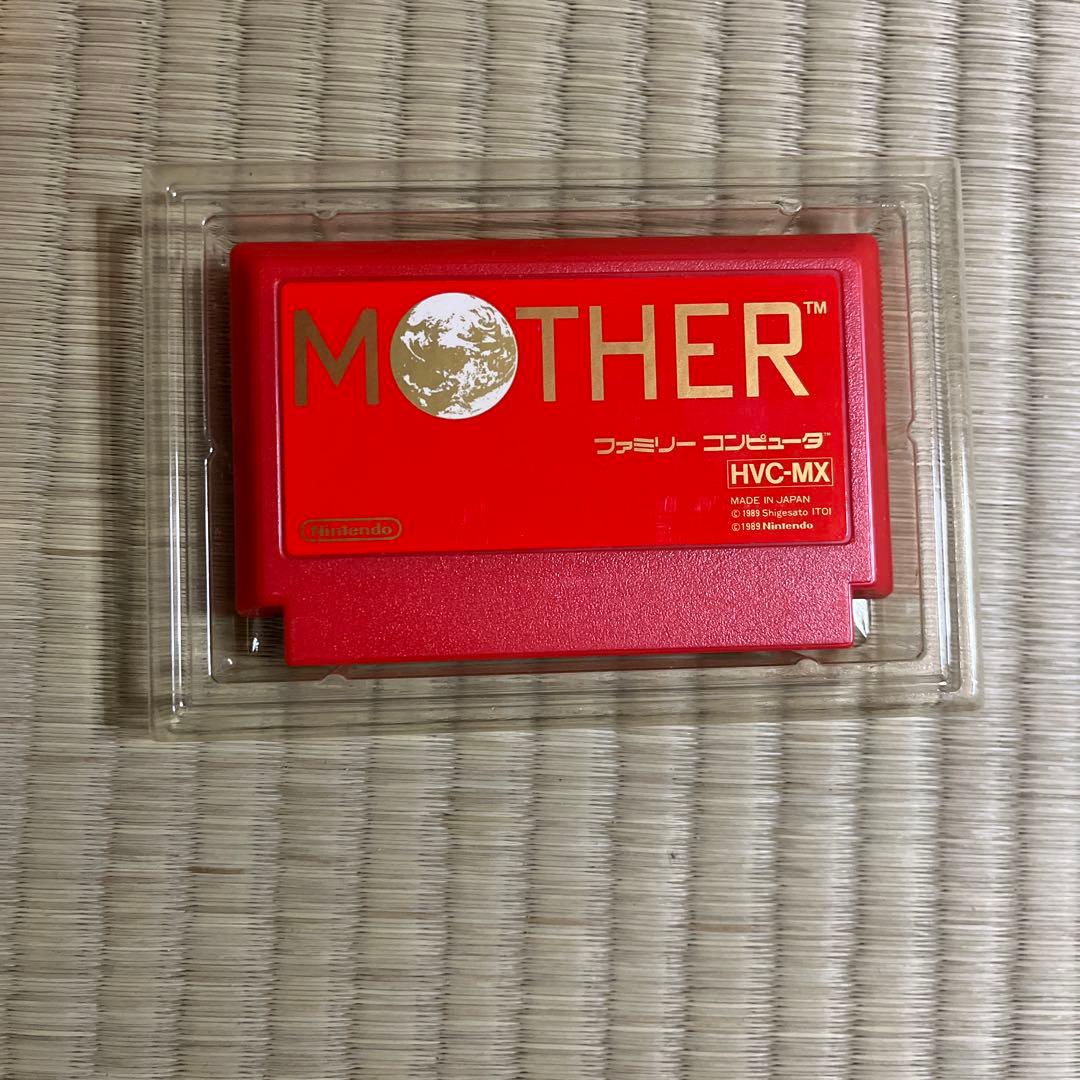 MOTHER™
ファミリー コンピュータ™
HVC-MX
MADE IN JAPAN
© 1989 Shigesato ITOI
© 1989 Nintendo
Nintendo